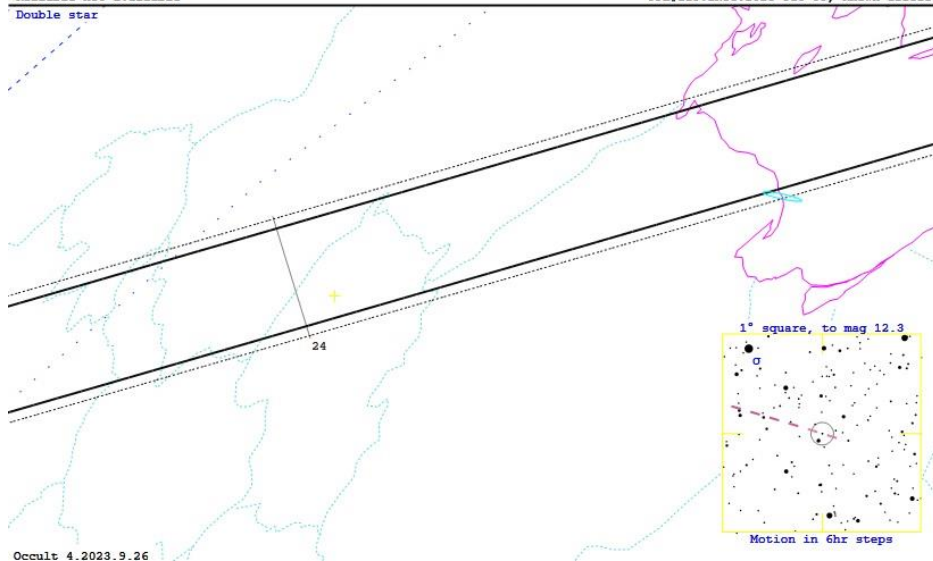 Double star
24
1° square, to mag 12.3
σ
Motion in 6hr steps
Occult 4.2023.9.26